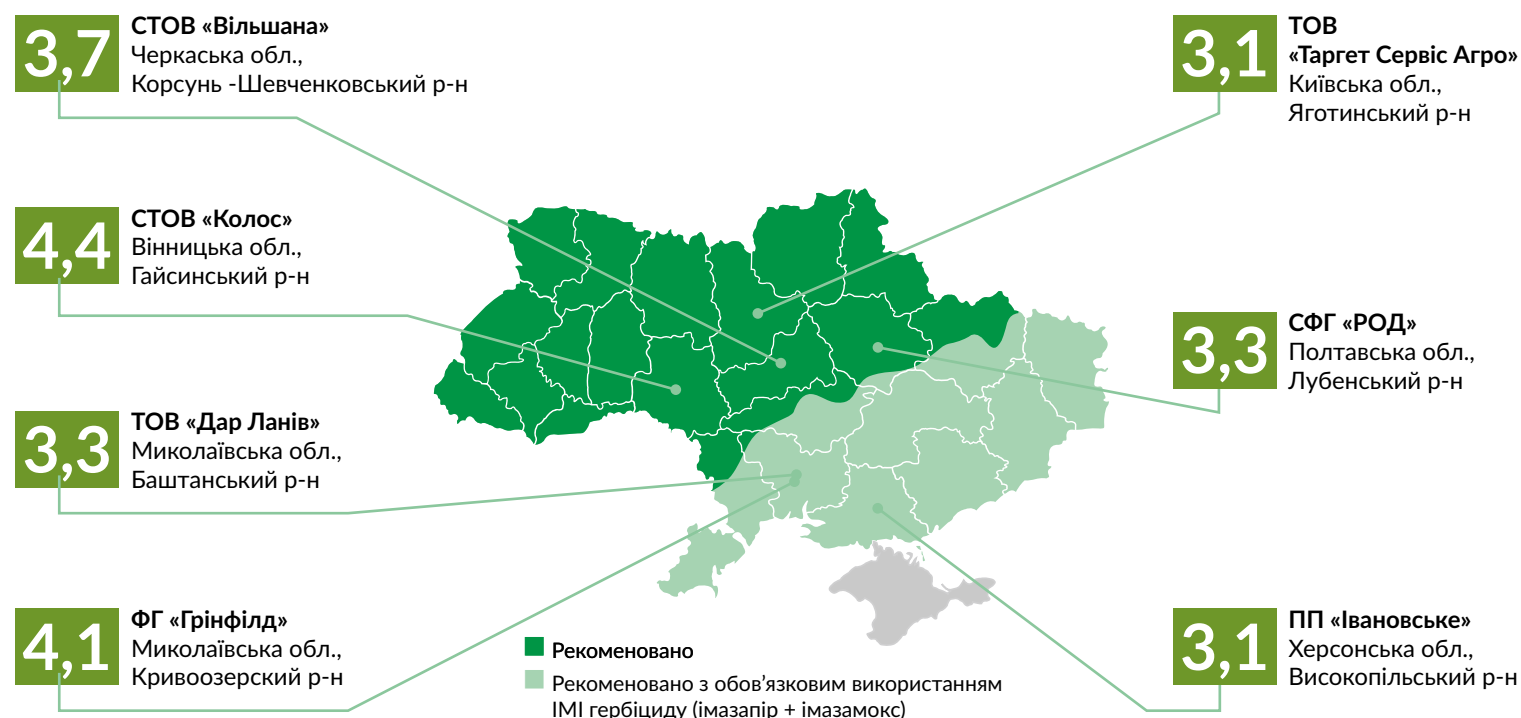 3,7
СТОВ «Вільшана»
Черкаська обл.,
Корсунь -Шевченковський р-н
4,4
СТОВ «Колос»
Вінницька обл.,
Гайсинський р-н
3,3
ТОВ «Дар Ланів»
Миколаївська обл.,
Баштанський р-н
4,1
ФГ «Грінфілд»
Миколаївська обл.,
Кривоозерский р-н
3,1
ТОВ
«Таргет Сервіс Агро»
Київська обл.,
Яготинський р-н
3,3
СФГ «РОД»
Полтавська обл.,
Лубенський р-н
3,1
ПП «Івановське»
Херсонська обл.,
Високопільський р-н
Рекомендовано
Рекоменовано з обов’язковим використанням
ІМІ гербіциду (імазапір + імазамокс)